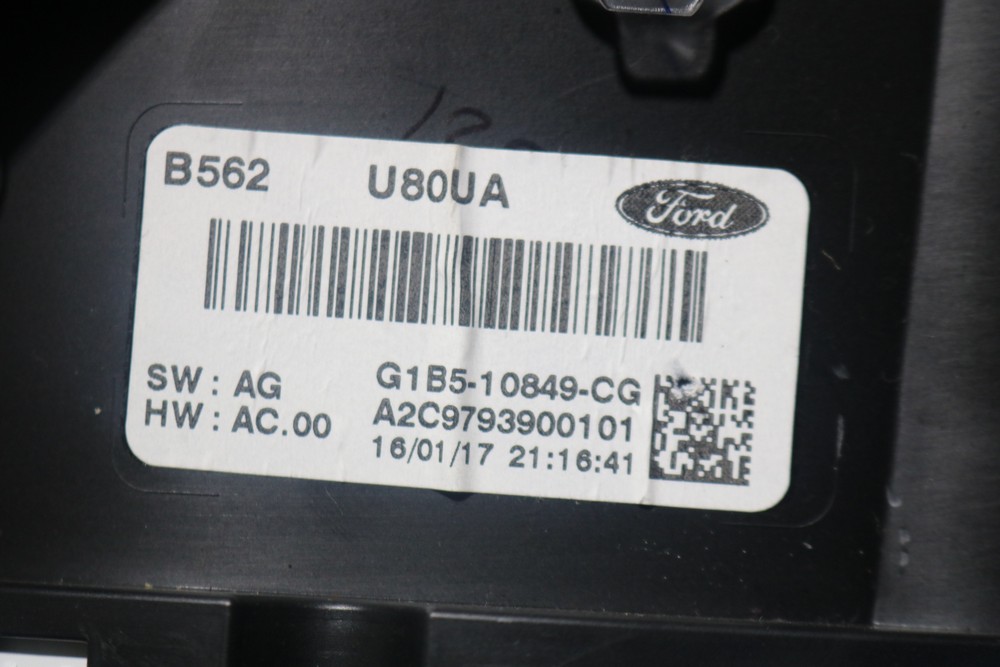 B562 U80UA Ford
SW : AG
HW : AC.00
G1B5-10849-CG
A2C9793900101
16/01/17 21:16:41